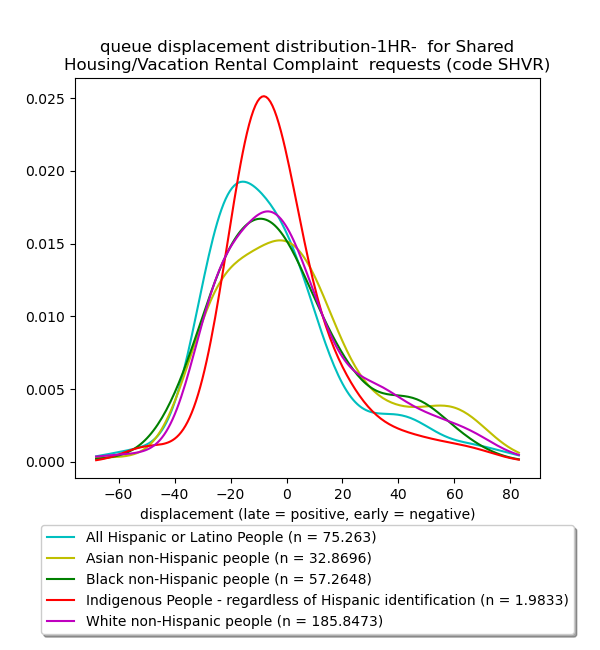 queue displacement distribution-1HR-  for Shared
Housing/Vacation Rental Complaint  requests (code SHVR)
0.025
0.020
0.015
0.010
0.005
0.000
−60 −40 −20 0 20 40 60 80
displacement (late = positive, early = negative)
All Hispanic or Latino People (n = 75.263)
Asian non-Hispanic people (n = 32.8696)
Black non-Hispanic people (n = 57.2648)
Indigenous People - regardless of Hispanic identification (n = 1.9833)
White non-Hispanic people (n = 185.8473)